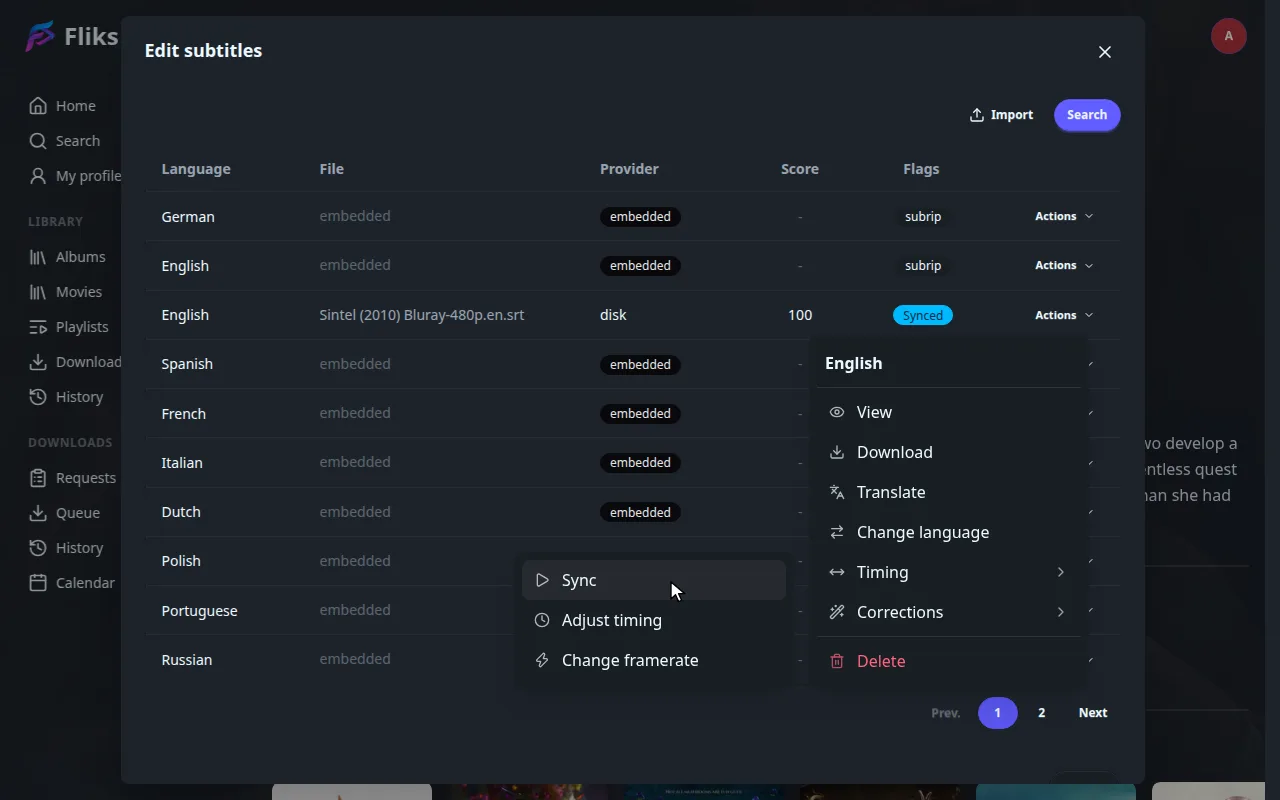 Fliks
Edit subtitles
A
Import
Search
Home
Search
My profile
LIBRARY
Albums
Movies
Playlists
Download
History
DOWNLOADS
Requests
Queue
History
Calendar
Language File Provider Score Flags
German embedded embedded - subrip Actions
English embedded embedded - subrip Actions
English Sintel (2010) Bluray-480p.en.srt disk 100 Synced Actions
Spanish embedded embedded -
French embedded embedded -
Italian embedded embedded -
Dutch embedded embedded -
Polish embedded -
Portuguese embedded -
Russian embedded -
English
View
Download
Translate
Change language
Timing
Corrections
Delete
Sync
Adjust timing
Change framerate
Prev. 1 2 Next
develop a
quest
she had